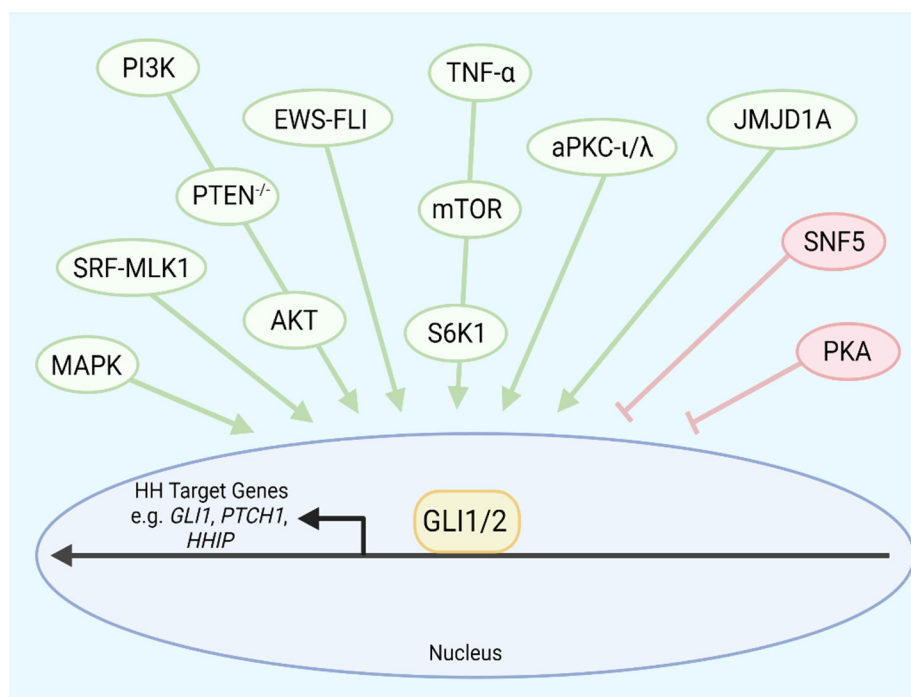 PI3K
TNF-α
EWS-FLI
JMJD1A
aPKC-ι/λ
PTEN-/-
mTOR
SNF5
SRF-MLK1
AKT
S6K1
MAPK
PKA
HH Target Genes
e.g. GLI1, PTCH1,
HHIP
GLI1/2
Nucleus